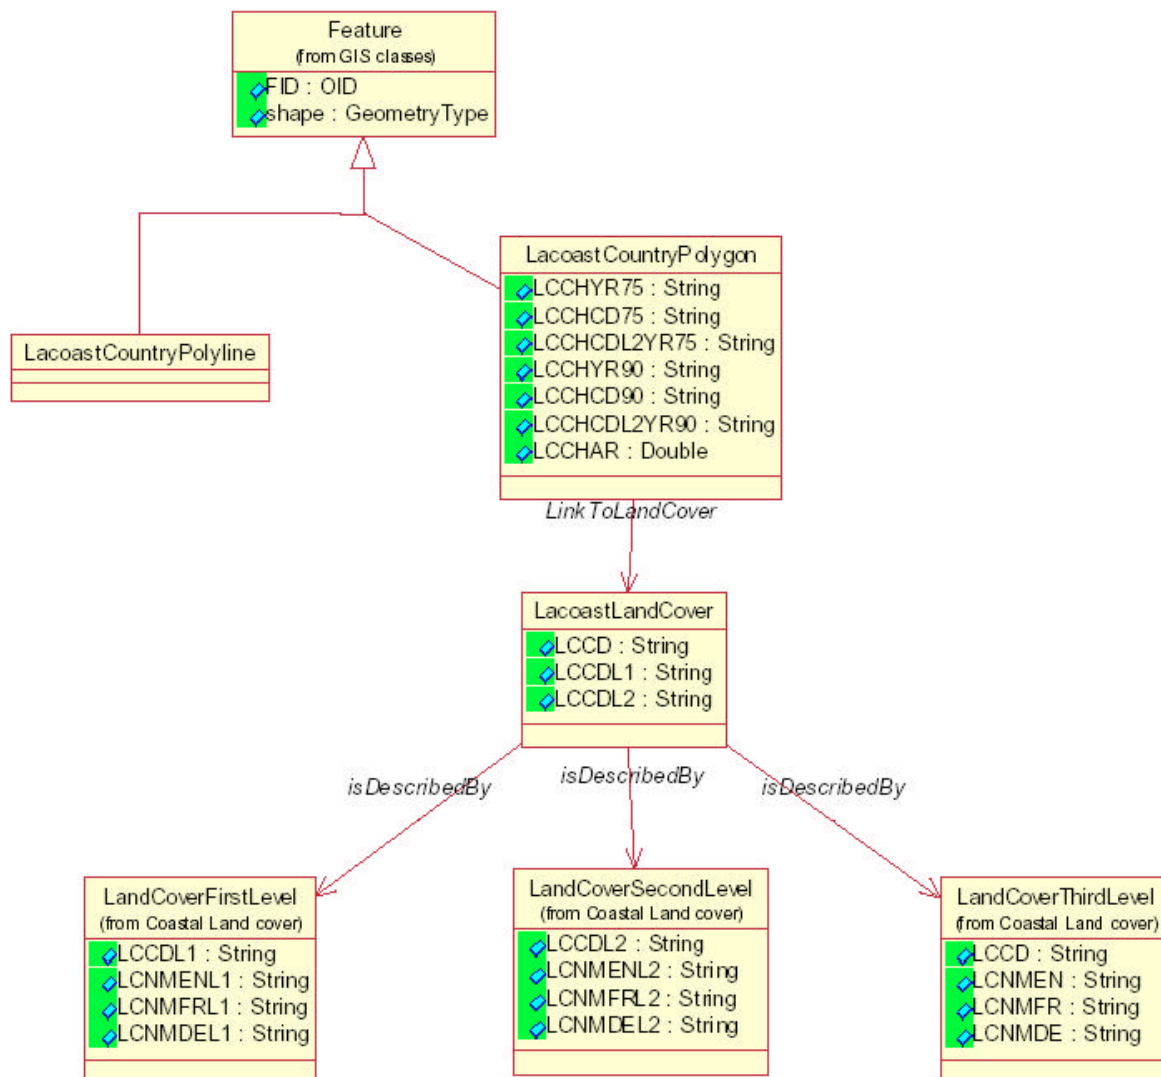 Feature
(from GIS classes)
FID : OID
shape : GeometryType
LacoastCountryPolygon
LCCHYR75 : String
LCCHCD75 : String
LCCHCDL2YR75 : String
LCCHYR90 : String
LCCHCD90 : String
LCCHCDL2YR90 : String
LCCHAR : Double
LacoastCountryPolyline
LinkToLandCover
LacoastLandCover
LCCD : String
LCCDL1 : String
LCCDL2 : String
isDescribedBy
isDescribedBy
isDescribedBy
LandCoverFirstLevel
(from Coastal Land cover)
LCCDL1 : String
LCNMENL1 : String
LCNMFRL1 : String
LCNMDEL1 : String
LandCoverSecondLevel
(from Coastal Land cover)
LCCDL2 : String
LCNMENL2 : String
LCNMFRL2 : String
LCNMDEL2 : String
LandCoverThirdLevel
(from Coastal Land cover)
LCCD : String
LCNMEN : String
LCNMFR : String
LCNMDE : String